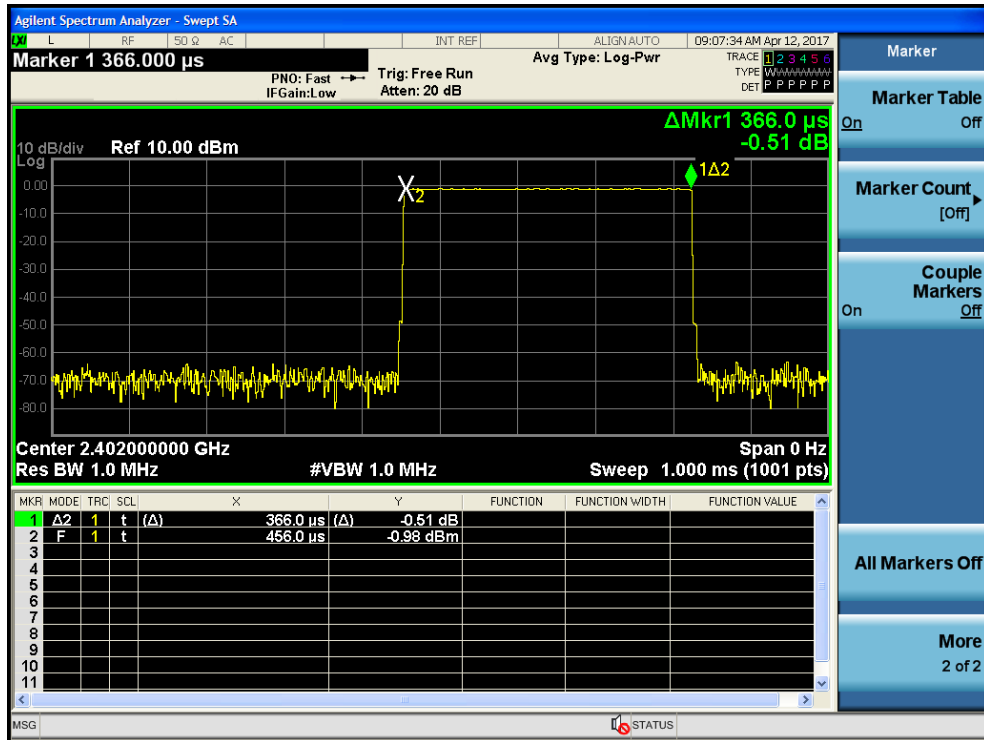 Agilent Spectrum Analyzer - Swept SA
LXI L RF 50 Ω AC INT REF ALIGN AUTO 09:07:34 AM Apr 12, 2017
Marker 1 366.000 µs
PNO: Fast
IFGain:Low
Trig: Free Run
Atten: 20 dB
Avg Type: Log-Pwr
TRACE 1 2 3 4 5 6
TYPE WWWWWW
DET P P P P P P
ΔMkr1 366.0 µs
-0.51 dB
10 dB/div Ref 10.00 dBm
Log
1Δ2
2
0.00
-10.0
-20.0
-30.0
-40.0
-50.0
-60.0
-70.0
-80.0
Center 2.402000000 GHz Span 0 Hz
Res BW 1.0 MHz #VBW 1.0 MHz Sweep 1.000 ms (1001 pts)
MKR MODE TRC SCL X Y FUNCTION FUNCTION WIDTH FUNCTION VALUE
1 Δ2 1 t (Δ) 366.0 µs (Δ) -0.51 dB
2 F 1 t 456.0 µs -0.98 dBm
3
4
5
6
7
8
9
10
11
MSG STATUS
Marker
Marker Table
On Off
Marker Count
[Off]
Couple
Markers
On Off
All Markers Off
More
2 of 2